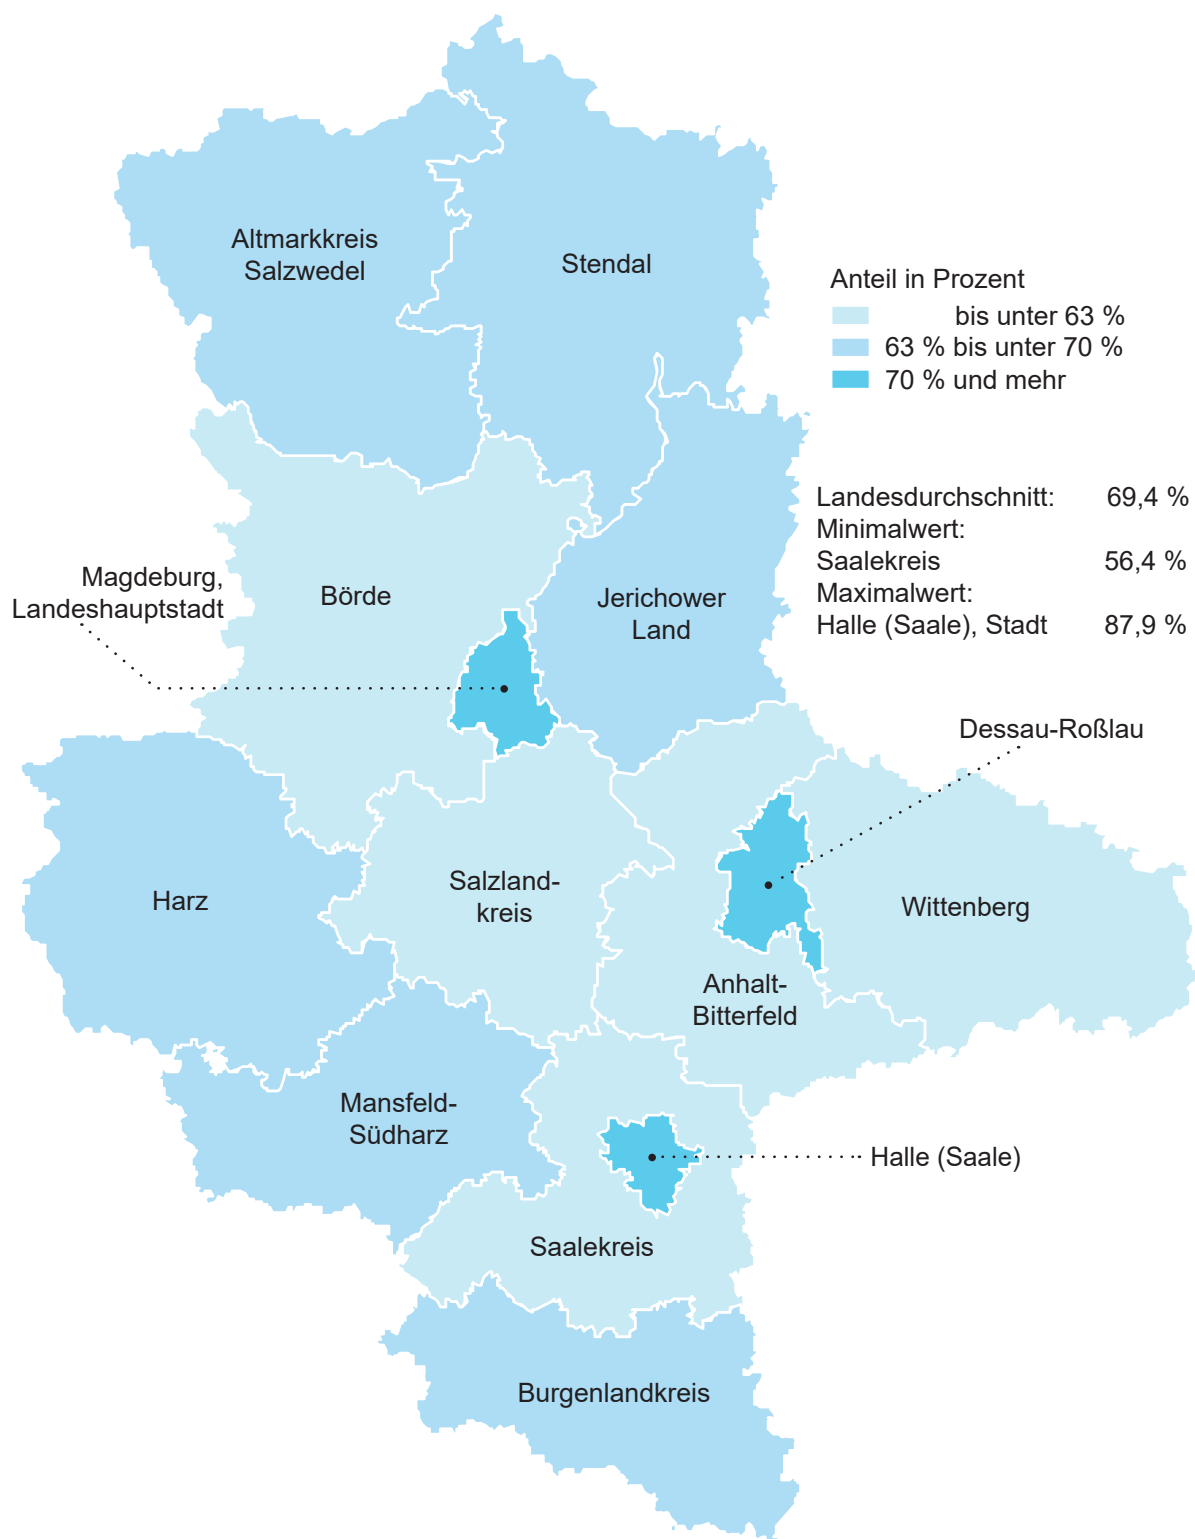 Altmarkkreis
Salzwedel
Stendal
Anteil in Prozent
bis unter 63 %
63 % bis unter 70 %
70 % und mehr
Landesdurchschnitt: 69,4 %
Minimalwert:
Saalekreis 56,4 %
Maximalwert:
Halle (Saale), Stadt 87,9 %
Magdeburg,
Landeshauptstadt
Börde
Jerichower
Land
Dessau-Roßlau
Harz
Salzland-
kreis
Wittenberg
Anhalt-
Bitterfeld
Mansfeld-
Südharz
Halle (Saale)
Saalekreis
Burgenlandkreis